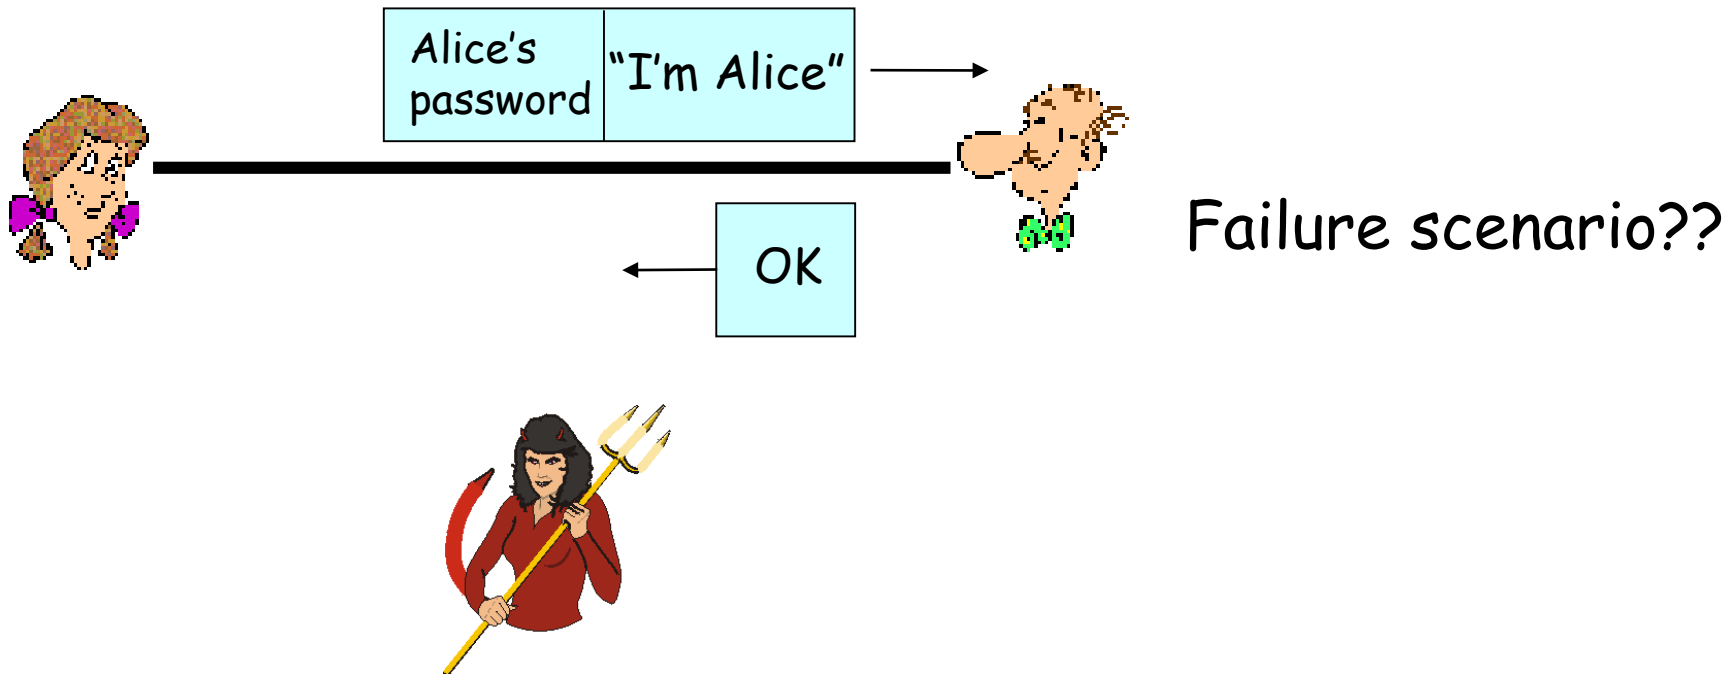 Alice’s
password
“I’m Alice”
OK
Failure scenario??